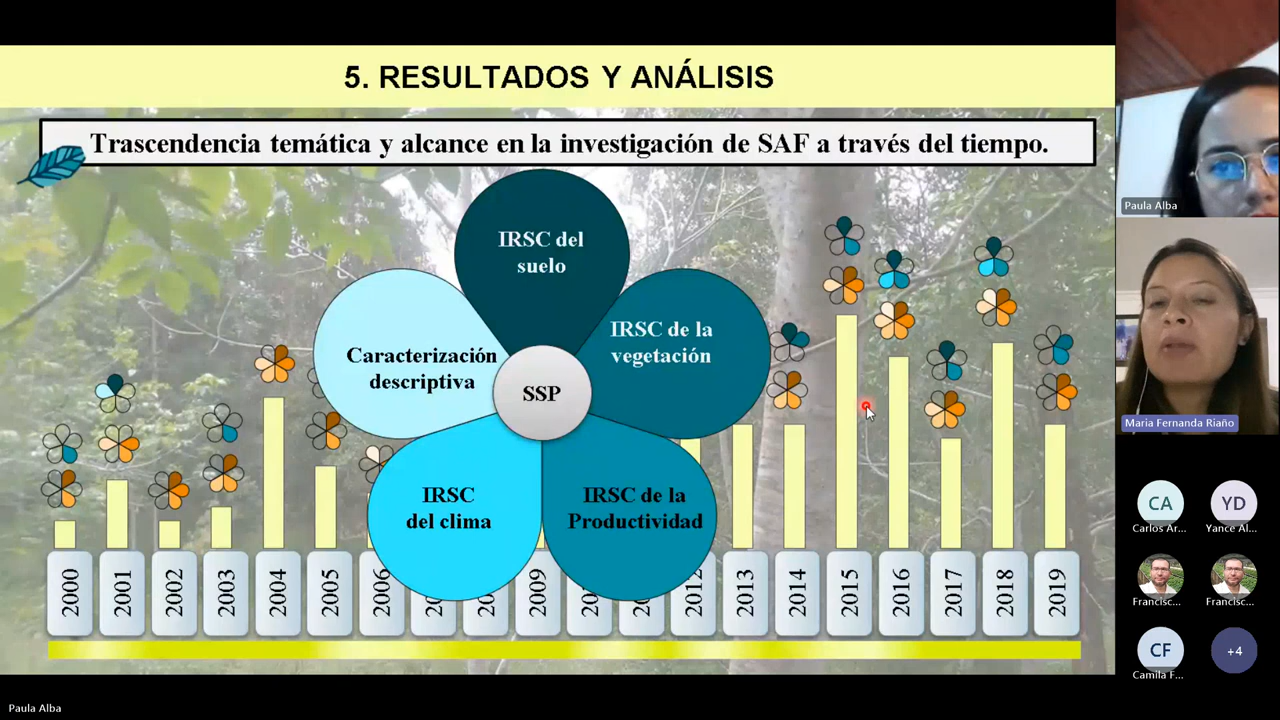 5. RESULTADOS Y ANÁLISIS
Trascendencia temática y alcance en la investigación de SAF a través del tiempo.
IRSC del
suelo
IRSC de la
vegetación
Caracterización
descriptiva
SSP
IRSC
del clima
IRSC de la
Productividad
2000
2001
2002
2003
2004
2005
2006
2009
2012
2013
2014
2015
2016
2017
2018
2019
Paula Alba
Maria Fernanda Riaño
CA
Carlos Ar...
YD
Yance Al...
Francisc...
Francisc...
CF
Camila F...
+4
Paula Alba